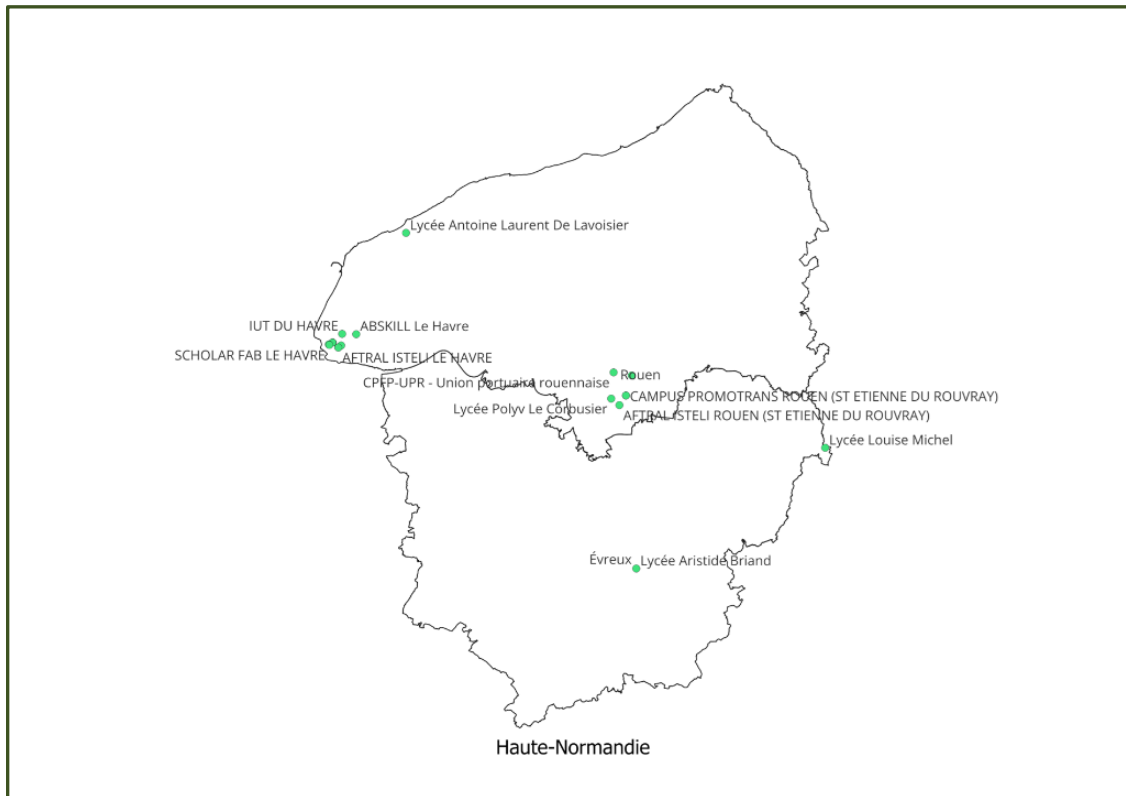 Lycée Antoine Laurent De Lavoisier
IUT DU HAVRE
ABSKILL Le Havre
SCHOLAR FAB LE HAVRE
AFTRAL ISTELI LE HAVRE
Rouen
CPFP-UPR - Union portuaire rouennaise
CAMPUS PROMOTRANS ROUEN (ST ETIENNE DU ROUVRAY)
Lycée Polyv Le Corbusier
AFTRAL ISTELI ROUEN (ST ETIENNE DU ROUVRAY)
Lycée Louise Michel
Évreux
Lycée Aristide Briand
Haute-Normandie